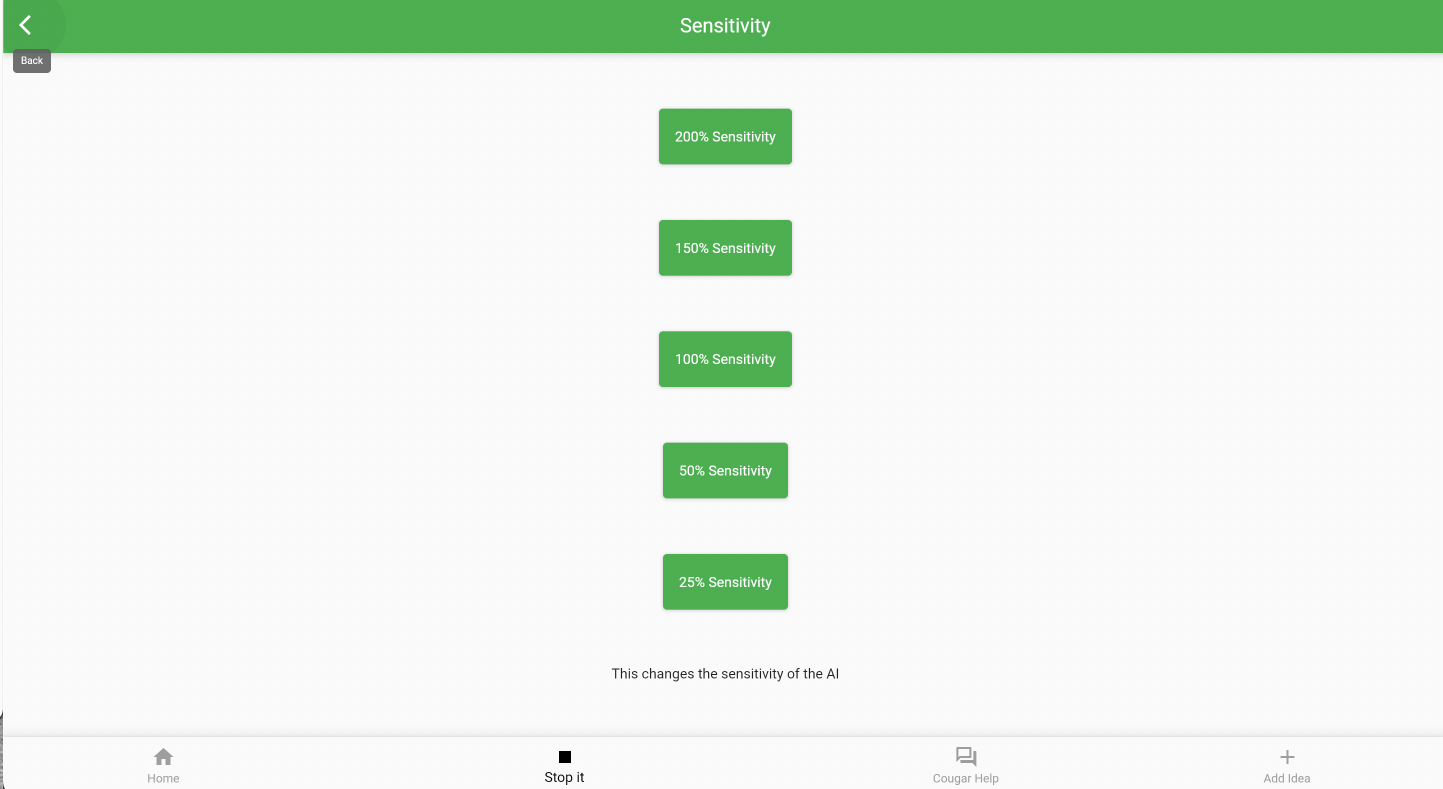 Sensitivity
Back
200% Sensitivity
150% Sensitivity
100% Sensitivity
50% Sensitivity
25% Sensitivity
This changes the sensitivity of the AI
Home
Stop it
Cougar Help
Add Idea